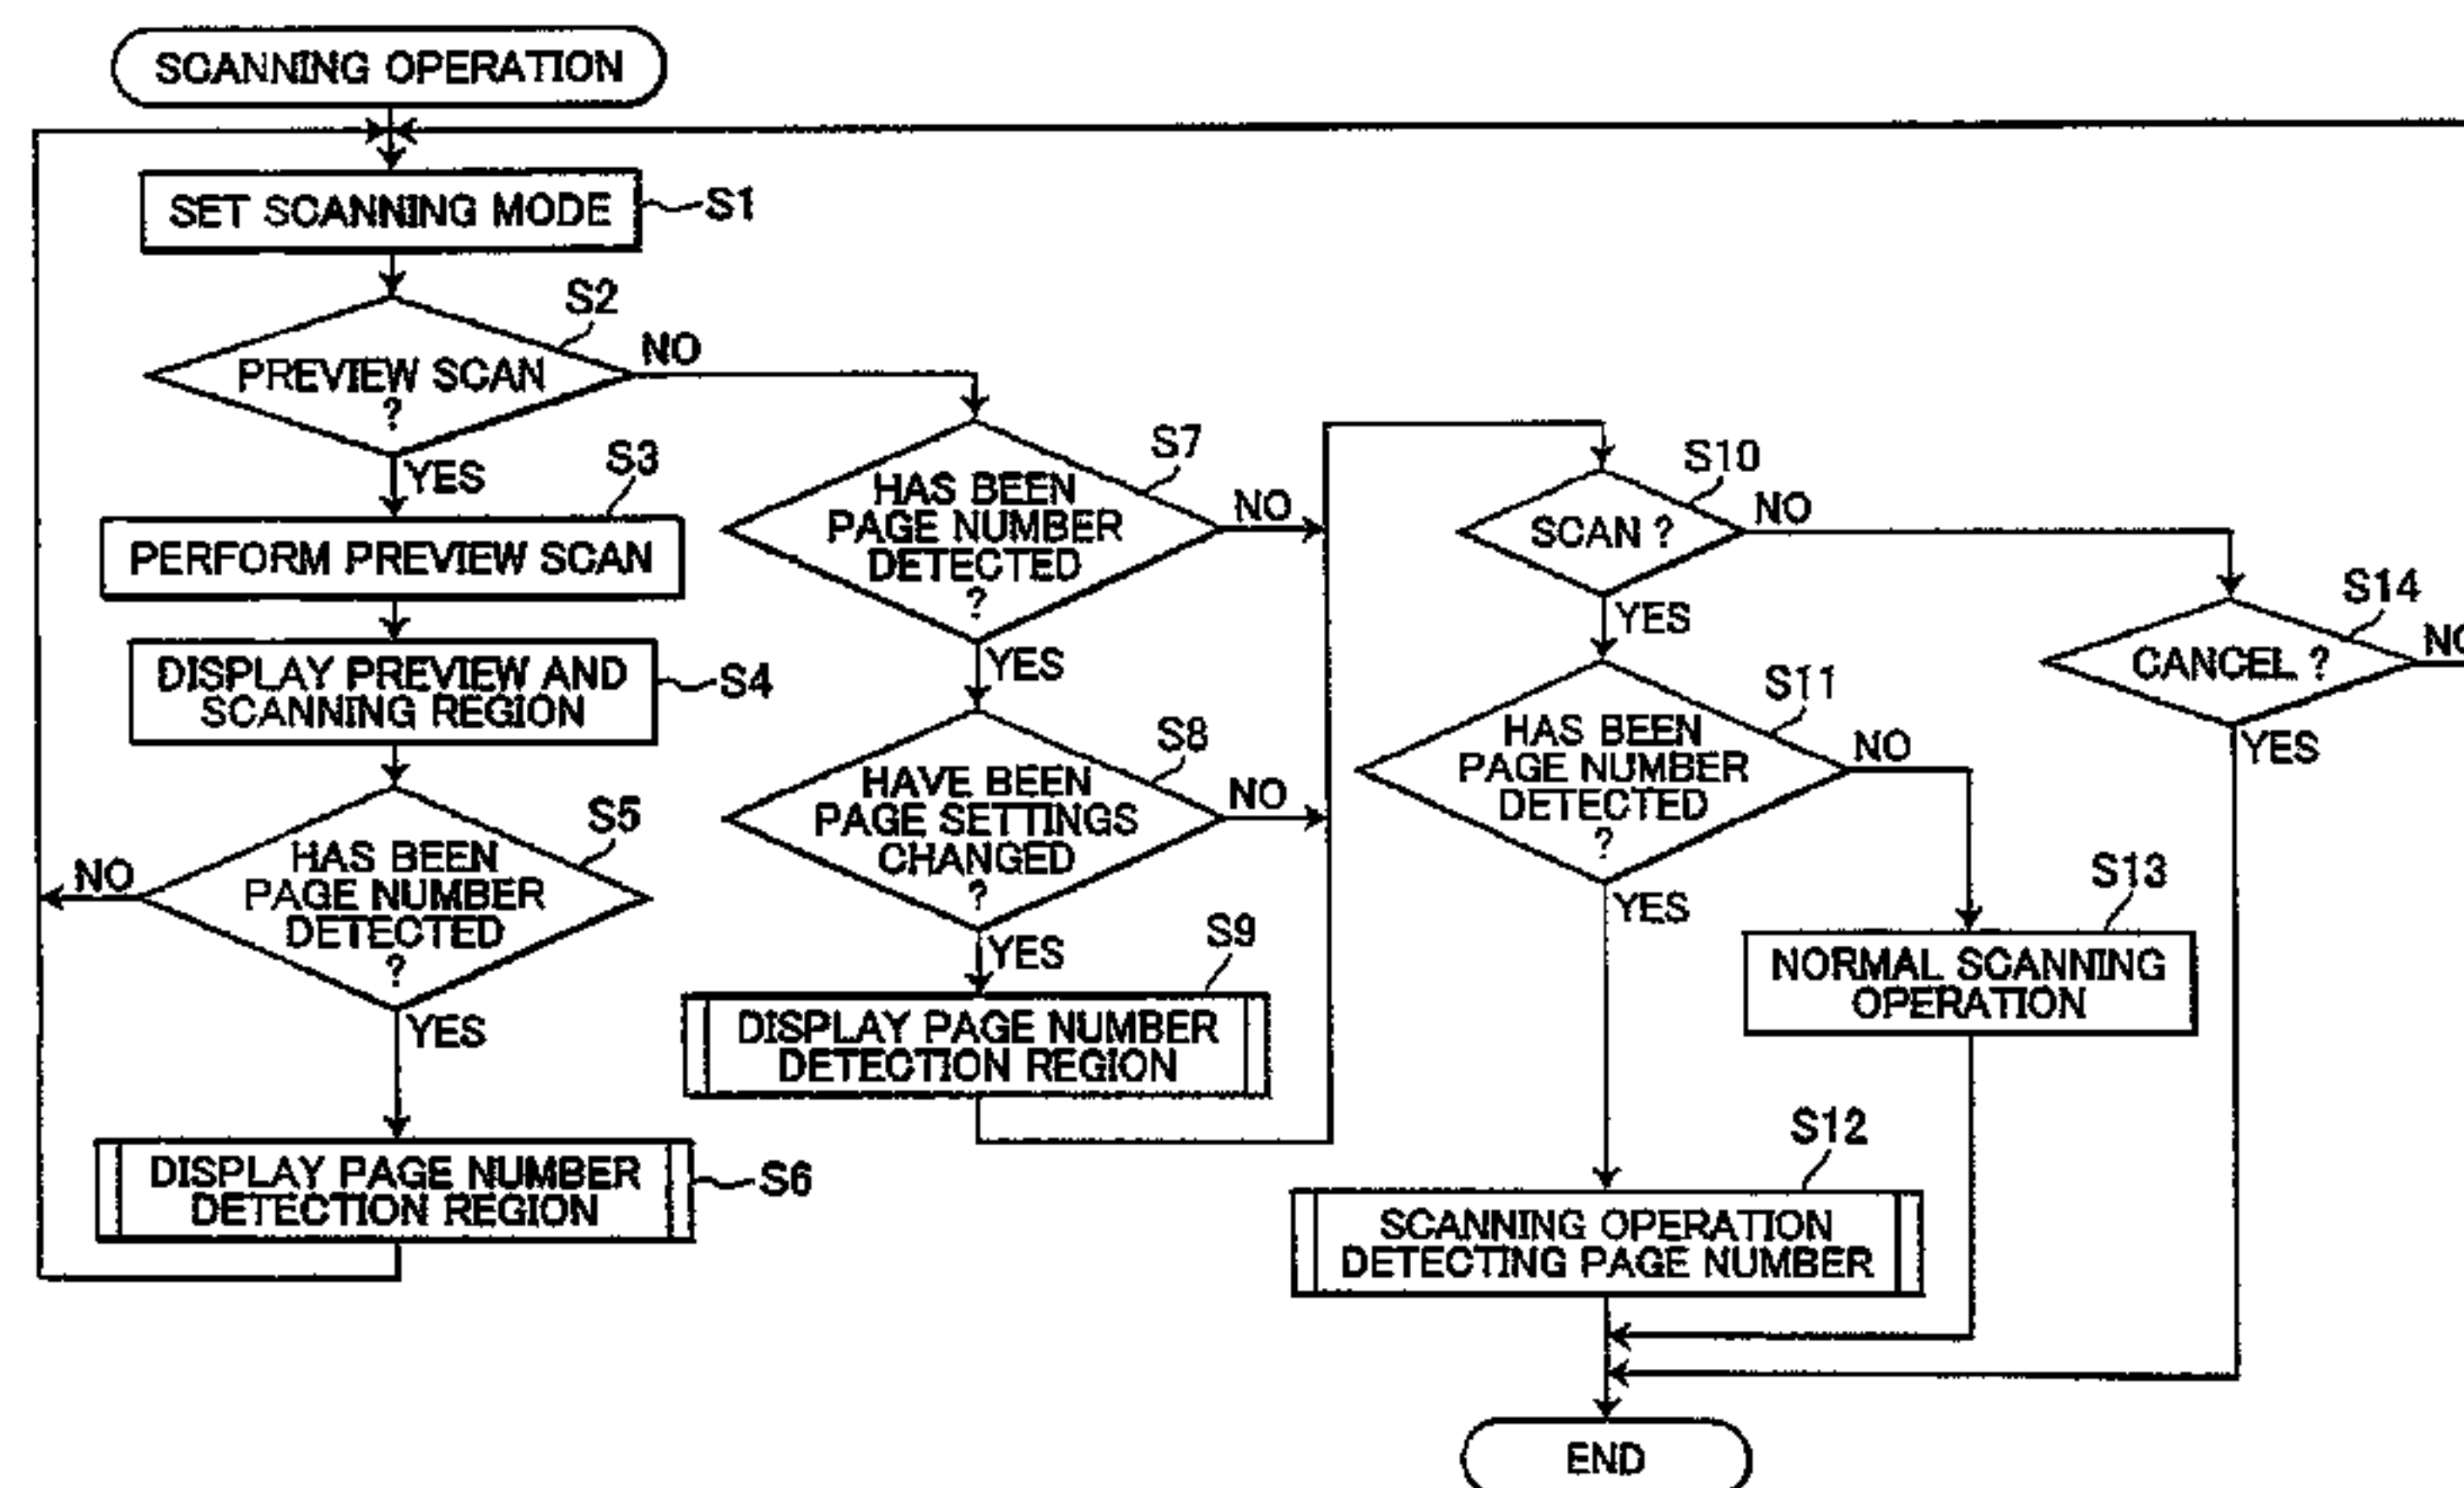 SCANNING OPERATION
SET SCANNING MODE
S1
S2
PREVIEW SCAN
?
NO
YES
S3
PERFORM PREVIEW SCAN
DISPLAY PREVIEW AND
SCANNING REGION
S4
S5
HAS BEEN
PAGE NUMBER
DETECTED
?
NO
YES
DISPLAY PAGE NUMBER
DETECTION REGION
S6
S7
HAS BEEN
PAGE NUMBER
DETECTED
?
NO
YES
S8
HAVE BEEN
PAGE SETTINGS
CHANGED
?
NO
YES
S9
DISPLAY PAGE NUMBER
DETECTION REGION
S10
SCAN ?
NO
YES
S11
HAS BEEN
PAGE NUMBER
DETECTED
?
NO
YES
S12
SCANNING OPERATION
DETECTING PAGE NUMBER
S13
NORMAL SCANNING
OPERATION
S14
CANCEL ?
NO
YES
END